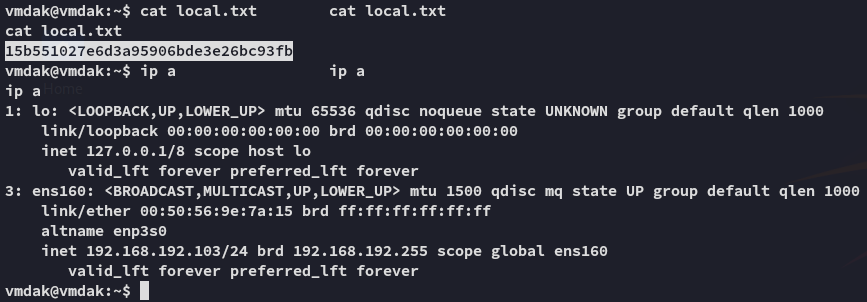 vmdak@vmdak:~$ cat local.txt          cat local.txt
cat local.txt
15b551027e6d3a95906bde3e26bc93fb
vmdak@vmdak:~$ ip a                   ip a
ip a
Home
1: lo: <LOOPBACK,UP,LOWER_UP> mtu 65536 qdisc noqueue state UNKNOWN group default qlen 1000
    link/loopback 00:00:00:00:00:00 brd 00:00:00:00:00:00
    inet 127.0.0.1/8 scope host lo
       valid_lft forever preferred_lft forever
3: ens160: <BROADCAST,MULTICAST,UP,LOWER_UP> mtu 1500 qdisc mq state UP group default qlen 1000
    link/ether 00:50:56:9e:7a:15 brd ff:ff:ff:ff:ff:ff
    altname enp3s0
    inet 192.168.192.103/24 brd 192.168.192.255 scope global ens160
       valid_lft forever preferred_lft forever
vmdak@vmdak:~$